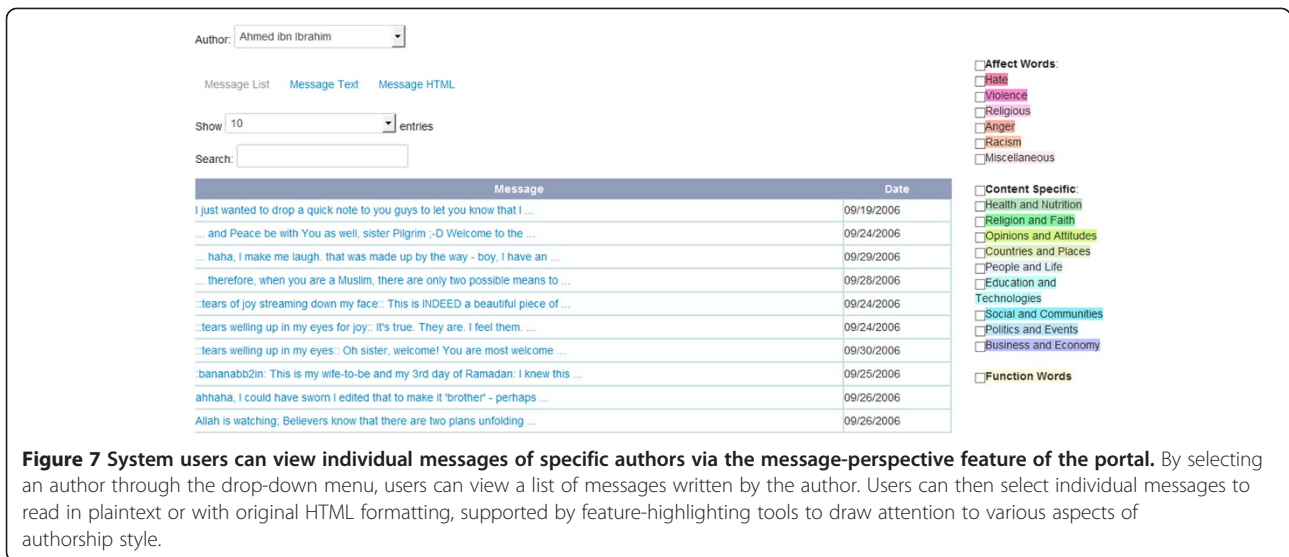 Author: Ahmed ibn Ibrahim
Message List Message Text Message HTML
Show 10 entries
Search:
Message Date
I just wanted to drop a quick note to you guys to let you know that I ... 09/19/2006
... and Peace be with You as well, sister Pilgrim ;-D Welcome to the ... 09/24/2006
... haha, I make me laugh. that was made up by the way - boy, I have an ... 09/29/2006
... therefore, when you are a Muslim, there are only two possible means to ... 09/28/2006
::tears of joy streaming down my face:: This is INDEED a beautiful piece of ... 09/24/2006
::tears welling up in my eyes for joy:: It's true. They are. I feel them. ... 09/24/2006
::tears welling up in my eyes:: Oh sister, welcome! You are most welcome ... 09/30/2006
:bananabb2in: This is my wife-to-be and my 3rd day of Ramadan: I knew this ... 09/25/2006
ahhaha, I could have sworn I edited that to make it 'brother' - perhaps ... 09/26/2006
Allah is watching; Believers know that there are two plans unfolding ... 09/26/2006
Affect Words:
Hate
Violence
Religious
Anger
Racism
Miscellaneous
Content Specific:
Health and Nutrition
Religion and Faith
Opinions and Attitudes
Countries and Places
People and Life
Education and
Technologies
Social and Communities
Politics and Events
Business and Economy
Function Words
Figure 7 System users can view individual messages of specific authors via the message-perspective feature of the portal. By selecting
an author through the drop-down menu, users can view a list of messages written by the author. Users can then select individual messages to
read in plaintext or with original HTML formatting, supported by feature-highlighting tools to draw attention to various aspects of
authorship style.